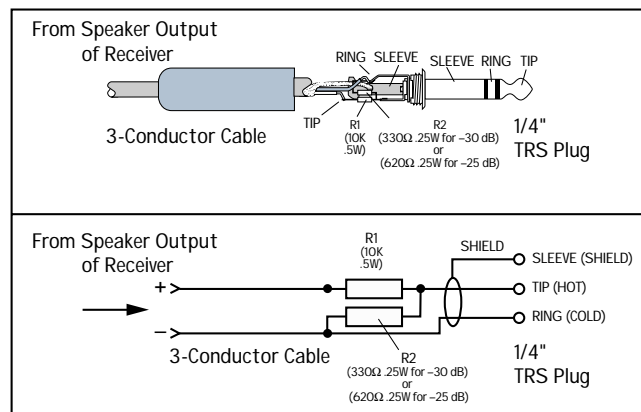 From Speaker Output
of Receiver
RING
SLEEVE
SLEEVE
RING
TIP
TIP
R1
(10K
.5W)
R2
(330Ω .25W for –30 dB)
or
(620Ω .25W for –25 dB)
3-Conductor Cable
1/4"
TRS Plug
From Speaker Output
of Receiver
R1
(10K
.5W)
SHIELD
SLEEVE (SHIELD)
+
TIP (HOT)
–
RING (COLD)
3-Conductor Cable
R2
(330Ω .25W for –30 dB)
or
(620Ω .25W for –25 dB)
1/4"
TRS Plug